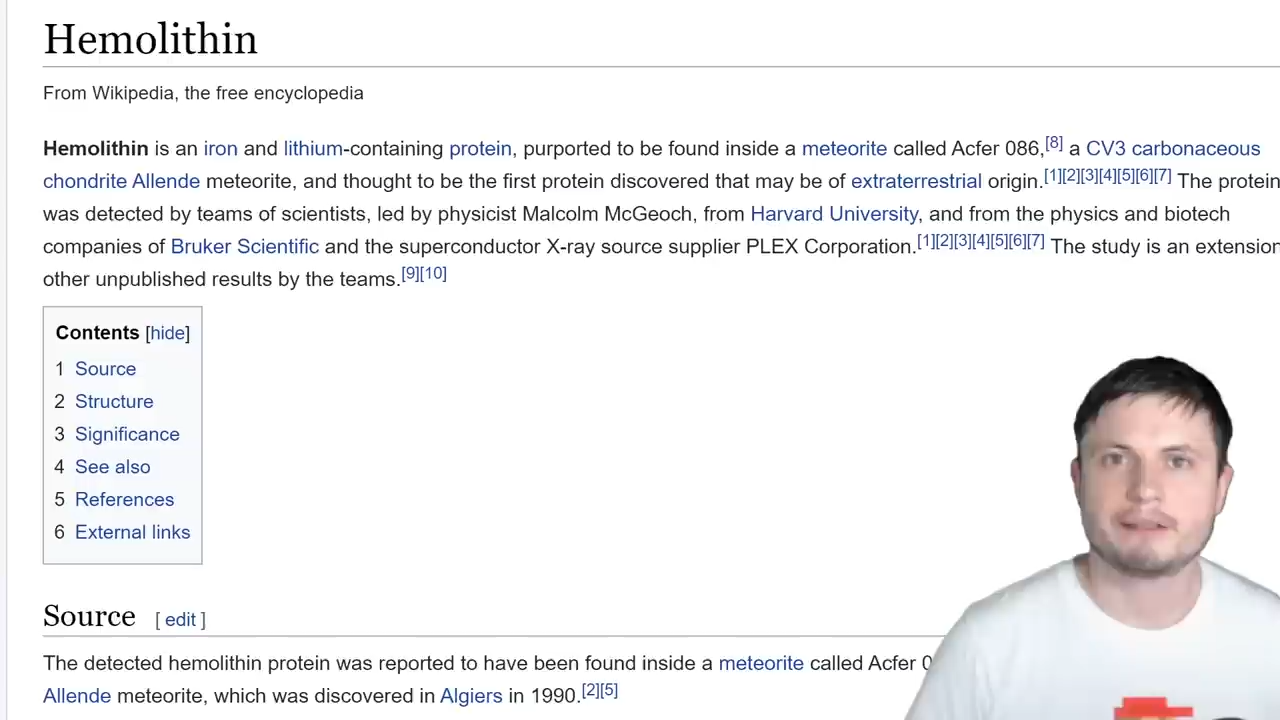 Hemolithin
From Wikipedia, the free encyclopedia
Hemolithin is an iron and lithium-containing protein, purported to be found inside a meteorite called Acfer 086,[8] a CV3 carbonaceous
chondrite Allende meteorite, and thought to be the first protein discovered that may be of extraterrestrial origin.[1][2][3][4][5][6][7] The protein
was detected by teams of scientists, led by physicist Malcolm McGeoch, from Harvard University, and from the physics and biotech
companies of Bruker Scientific and the superconductor X-ray source supplier PLEX Corporation.[1][2][3][4][5][6][7] The study is an extension
other unpublished results by the teams.[9][10]
Contents [hide]
1 Source
2 Structure
3 Significance
4 See also
5 References
6 External links
Source [ edit ]
The detected hemolithin protein was reported to have been found inside a meteorite called Acfer
Allende meteorite, which was discovered in Algiers in 1990.[2][5]